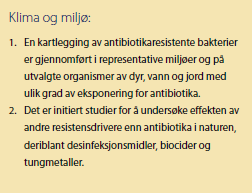 Klima og miljø:
1. En kartlegging av antibiotikaresistente bakterier
er gjennomført i representative miljøer og på
utvalgte organismer av dyr, vann og jord med
ulik grad av eksponering for antibiotika.
2. Det er initiert studier for å undersøke effekten av
andre resistensdrivere enn antibiotika i naturen,
deriblant desinfeksjonsmidler, biocider og
tungmetaller.